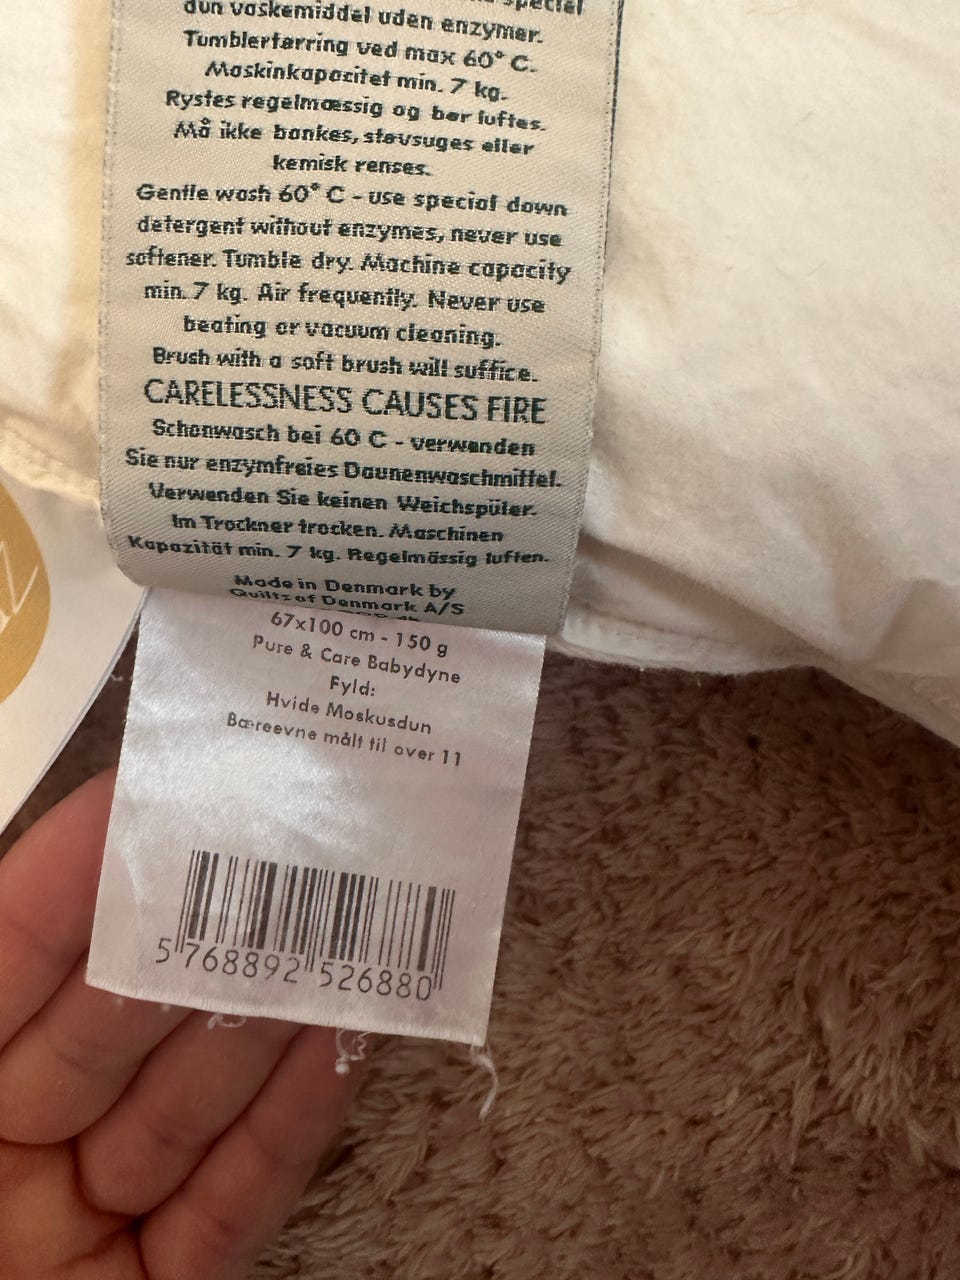 special
dun vaskemiddel uden enzymer.
Tumblertørring ved max 60° C.
Maskinkapacitet min. 7 kg.
Rystes regelmæssig og bør luftes.
Må ikke bankes, støvsuges eller
kemisk renses.
Gentle wash 60° C - use special down
detergent without enzymes, never use
softener. Tumble dry. Machine capacity
min. 7 kg. Air frequently. Never use
beating or vacuum cleaning.
Brush with a soft brush will suffice.
CARELESSNESS CAUSES FIRE
Schonwasch bei 60 C - verwenden
Sie nur enzymfreies Daunenwaschmittel.
Verwenden Sie keinen Weichspüler.
Im Trockner trocken. Maschinen
Kapazität min. 7 kg. Regelmässig luften.
Made in Denmark by
Quilts of Denmark A/S
67x100 cm - 150 g
Pure & Care Babydyne
Fyld:
Hvide Moskusdun
Bæreevne målt til over 11
5 768892 526880